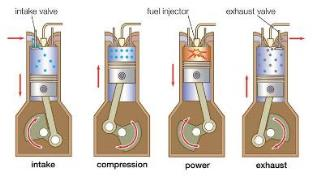 intake valve
fuel injector
exhaust valve
intake
compression
power
exhaust